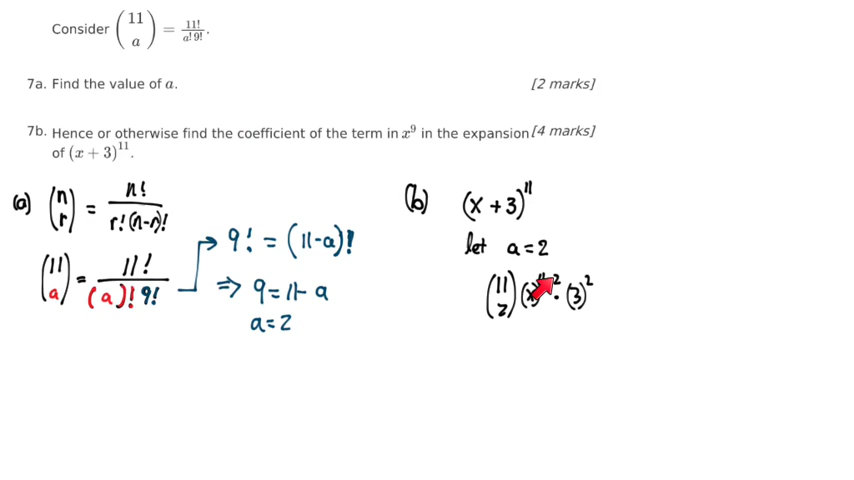 Consider (11 a) = 11!/a!9!.
7a. Find the value of a. [2 marks]
7b. Hence or otherwise find the coefficient of the term in x⁹ in the expansion [4 marks]
of (x + 3)¹¹.
(a) (n r) = n!/r!(n-r)!
(11 a) = 11!/(a)!9!
9! = (11-a)!
⇒ 9 = 11 - a
a = 2
(b) (x + 3)¹¹
let a = 2
(11 2)(x)¹¹⁻² · (3)²